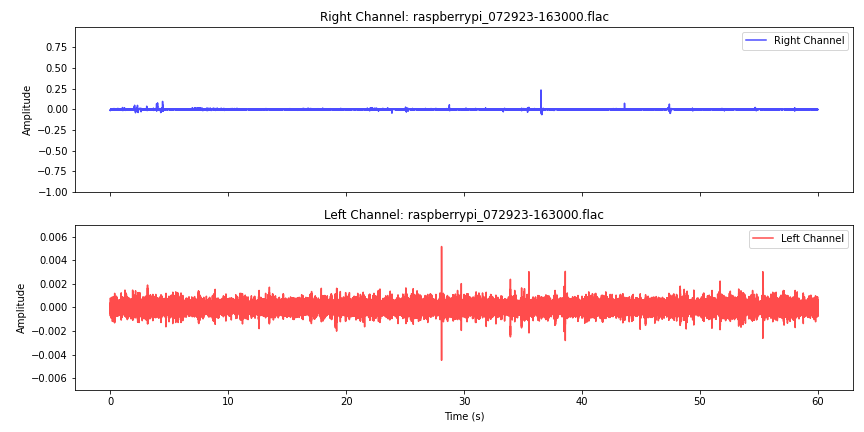 Right Channel: raspberrypi_072923-163000.flac
Right Channel
0.75
0.50
0.25
0.00
−0.25
−0.50
−0.75
−1.00
Amplitude
Left Channel: raspberrypi_072923-163000.flac
Left Channel
0.006
0.004
0.002
0.000
−0.002
−0.004
−0.006
Amplitude
0 10 20 30 40 50 60
Time (s)